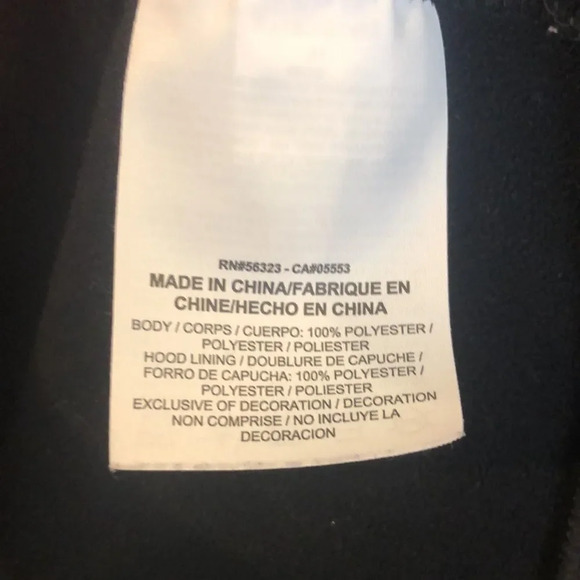 RN#56323 - CA#05553
MADE IN CHINA/FABRIQUE EN
CHINE/HECHO EN CHINA
BODY / CORPS / CUERPO: 100% POLYESTER /
POLYESTER / POLIESTER
HOOD LINING / DOUBLURE DE CAPUCHE /
FORRO DE CAPUCHA: 100% POLYESTER /
POLYESTER / POLIESTER
EXCLUSIVE OF DECORATION / DECORATION
NON COMPRISE / NO INCLUYE LA
DECORACION